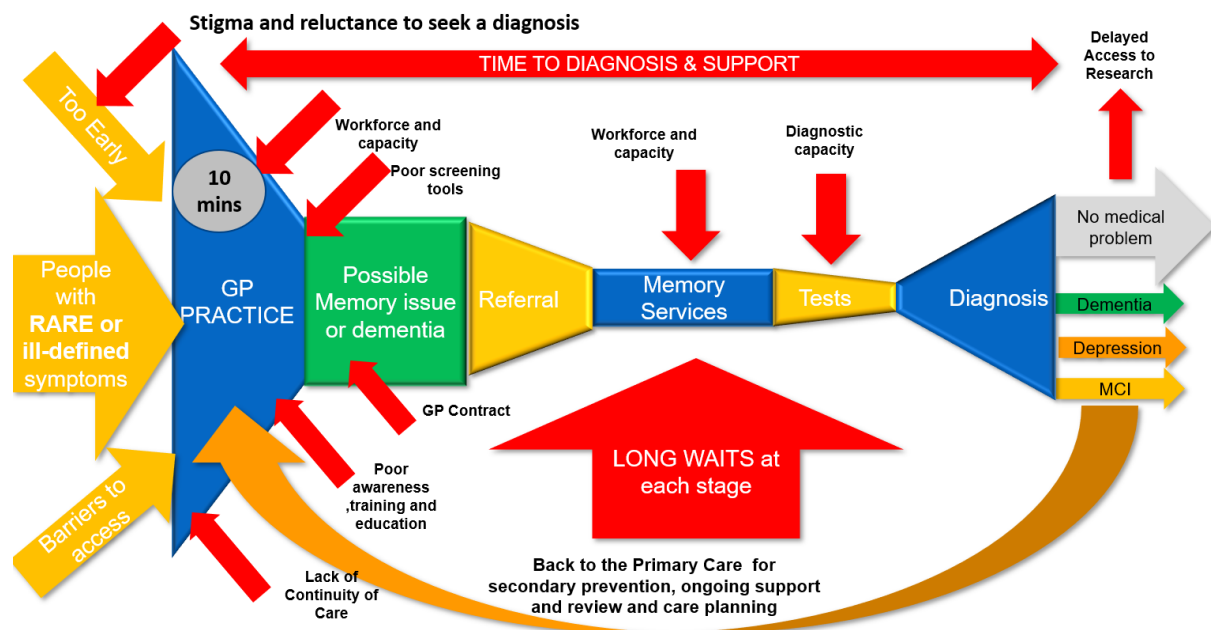 Stigma and reluctance to seek a diagnosis
TIME TO DIAGNOSIS & SUPPORT
Delayed
Access to
Research
Too Early
Workforce and
capacity
Poor screening
tools
Workforce and
capacity
Diagnostic
capacity
10
mins
People
with
RARE or
ill-defined
symptoms
GP
PRACTICE
Possible
Memory issue
or dementia
Referral
Memory
Services
Tests
Diagnosis
No medical
problem
Dementia
Depression
MCI
GP Contract
LONG WAITS at
each stage
Barriers to
access
Poor
awareness
,training and
education
Lack of
Continuity of
Care
Back to the Primary Care for
secondary prevention, ongoing support
and review and care planning